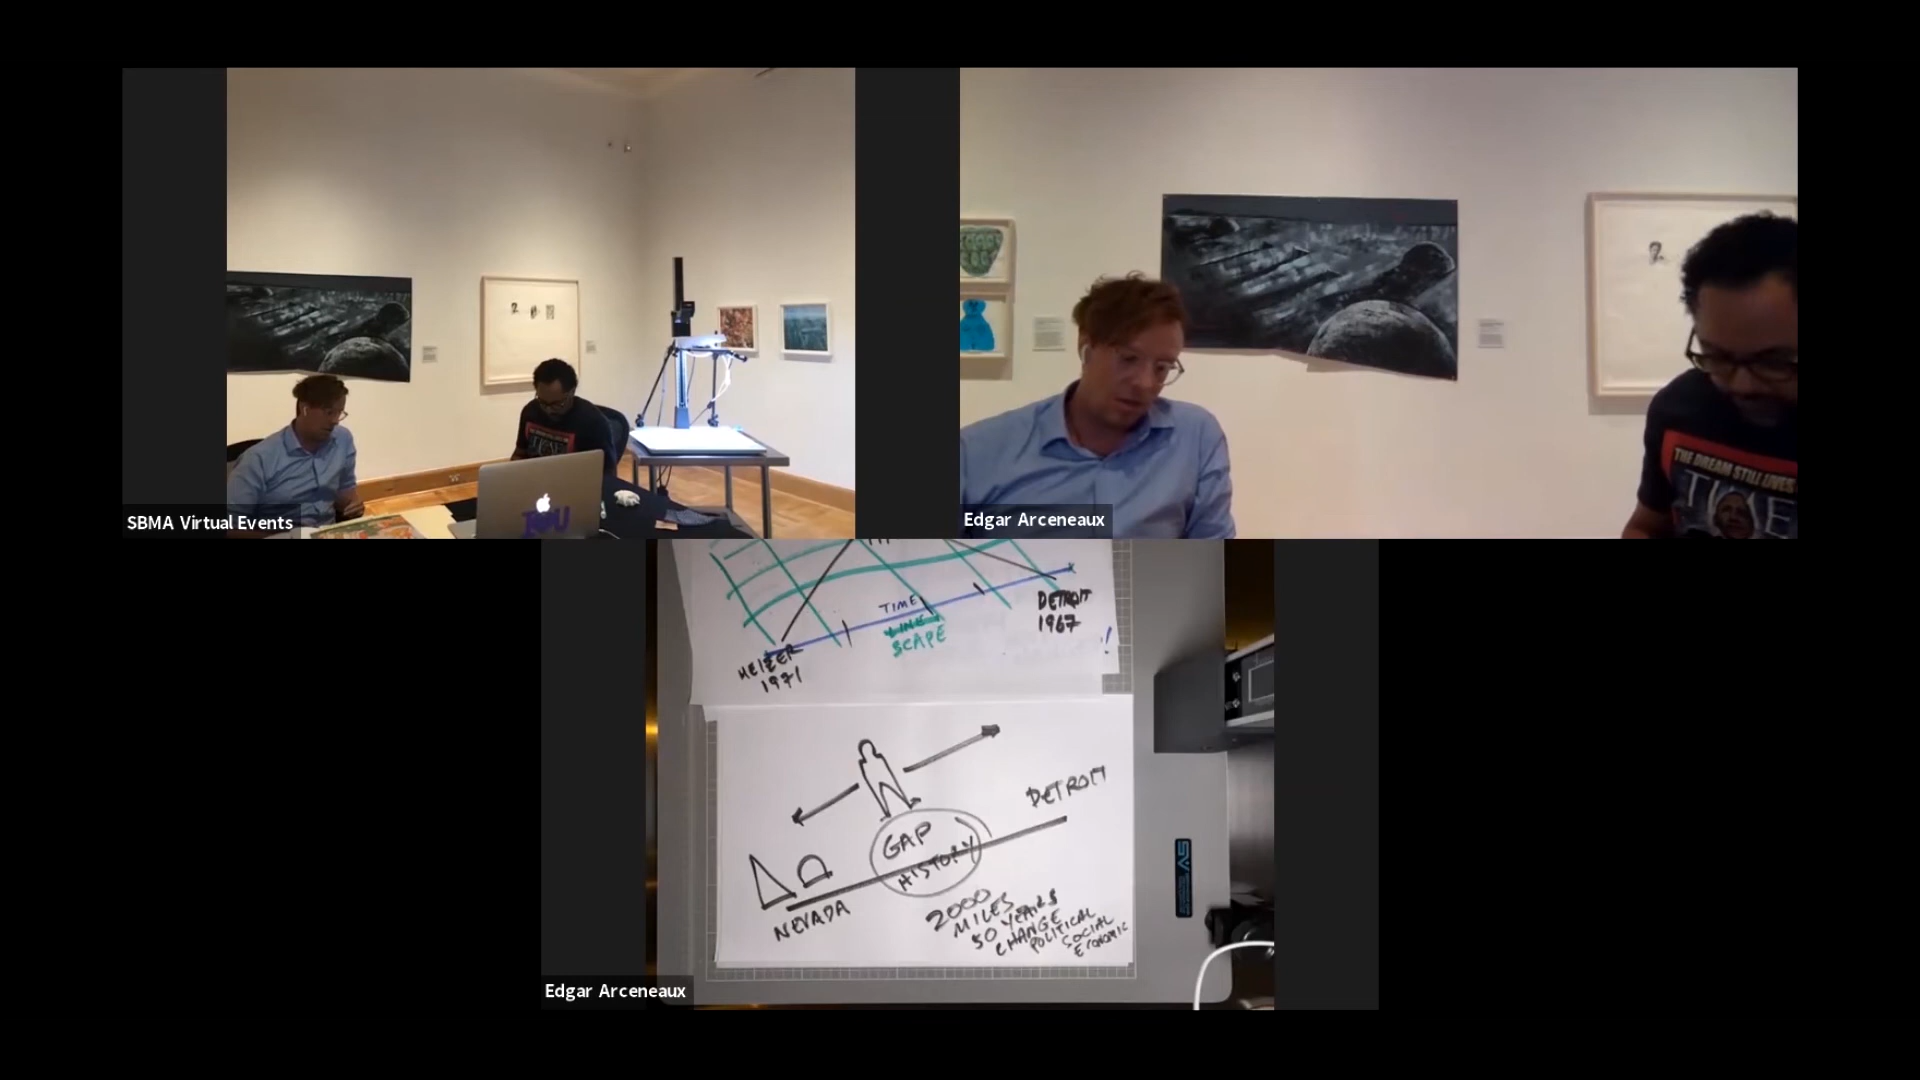 SBMA Virtual Events
Edgar Arceneaux
THE DREAM STILL LIVES
TIME
Edgar Arceneaux
TIME
LINE
SCAPE
HEIZER
1971
DETROIT
1967
!
DETROIT
GAP
HISTORY
NEVADA
2000
MILES
50 YEARS
CHANGE
POLITICAL
SOCIAL
ECONOMIC